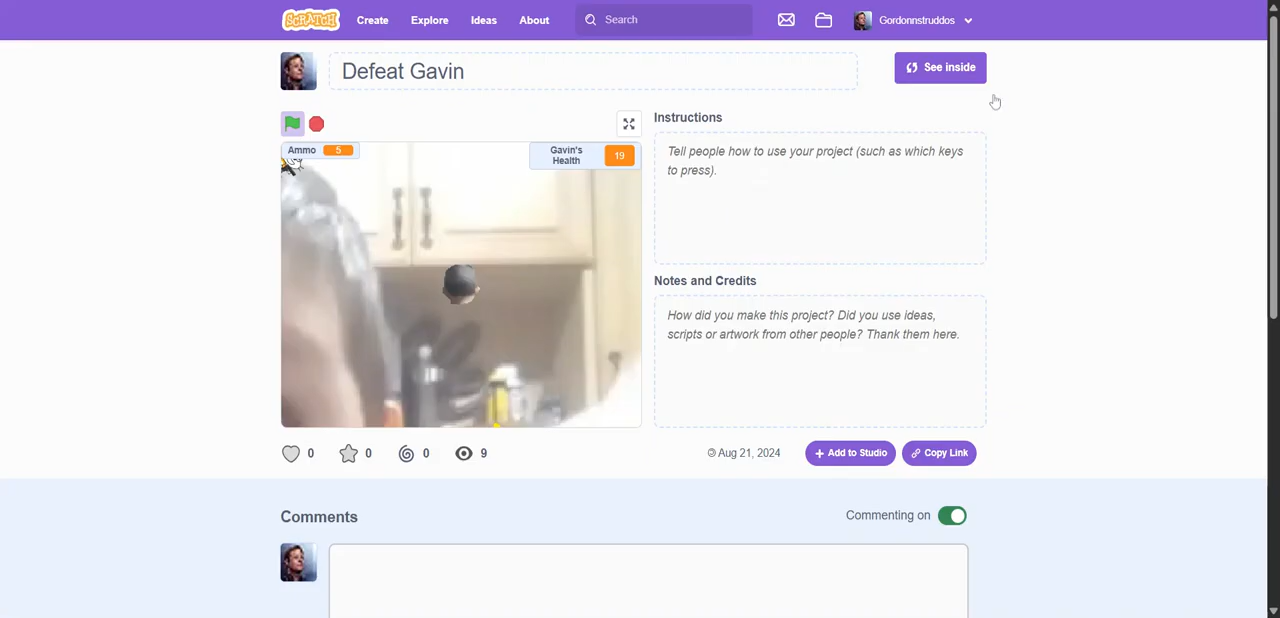 SCRATCH
Create
Explore
Ideas
About
Search
Gordonnstruddos
Defeat Gavin
See inside
Ammo 5
Gavin's
Health
19
Instructions
Tell people how to use your project (such as which keys
to press).
Notes and Credits
How did you make this project? Did you use ideas,
scripts or artwork from other people? Thank them here.
0
0
0
9
© Aug 21, 2024
+ Add to Studio
Copy Link
Comments
Commenting on